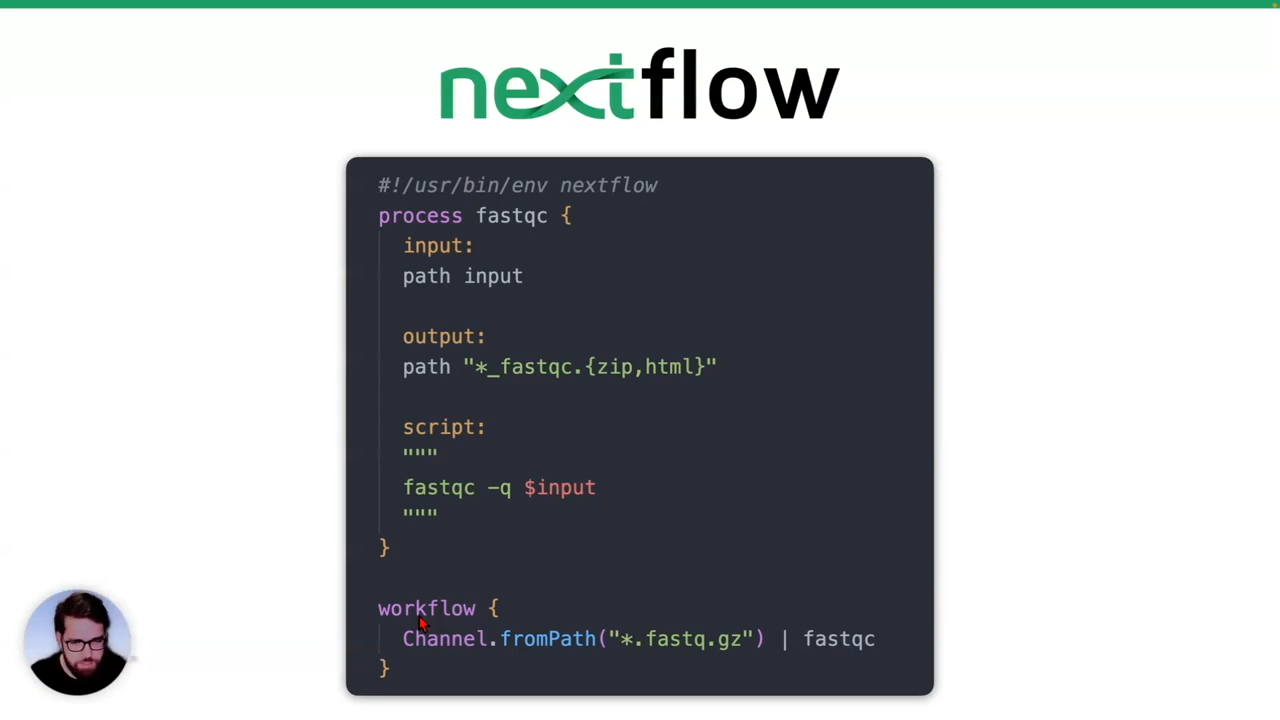 nextflow
#!/usr/bin/env nextflow
process fastqc {
input:
path input
output:
path "*_fastqc.{zip,html}"
script:
"""
fastqc -q $input
"""
}
workflow {
Channel.fromPath("*.fastq.gz") | fastqc
}